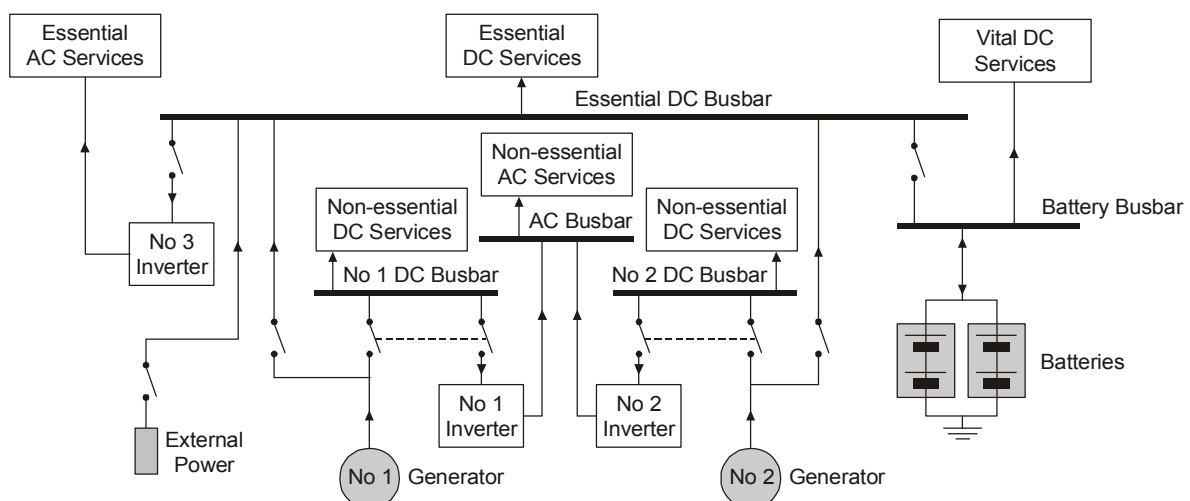 Essential
AC Services
Essential
DC Services
Vital DC
Services
Essential DC Busbar
Non-essential
AC Services
Non-essential
DC Services
Non-essential
DC Services
AC Busbar
Battery Busbar
No 3
Inverter
No 1 DC Busbar
No 2 DC Busbar
Batteries
No 1
Inverter
No 2
Inverter
External
Power
No 1 Generator
No 2 Generator